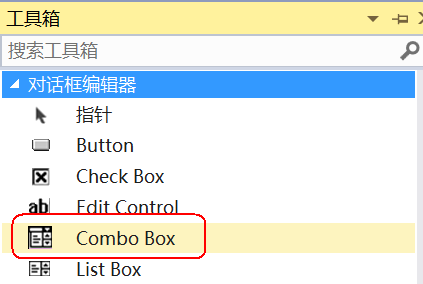 工具箱
搜索工具箱
对话框编辑器
指针
Button
Check Box
Edit Control
Combo Box
List Box